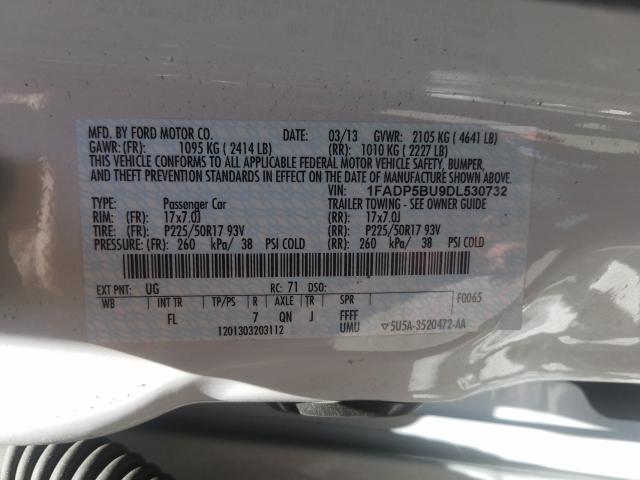 MFD. BY FORD MOTOR CO. DATE: 03/13 GVWR: 2105 KG ( 4641 LB)
GAWR: (FR): 1095 KG ( 2414 LB) (RR): 1010 KG ( 2227 LB)
THIS VEHICLE CONFORMS TO ALL APPLICABLE FEDERAL MOTOR VEHICLE SAFETY, BUMPER,
AND THEFT PREVENTION STANDARDS IN EFFECT ON THE DATE OF MANUFACTURE SHOWN ABOVE.
VIN: 1FADP5BU9DL530732
TYPE: Passenger Car TRAILER TOWING - SEE OWNER GUIDE
RIM: (FR) 17x7.0J (RR) 17x7.0J
TIRE: (FR) P225/50R17 93V (RR) P225/50R17 93V
PRESSURE: (FR) 260 kPa/ 38 PSI COLD (RR) 260 kPa/ 38 PSI COLD
EXT PNT: UG RC: 71 DSO: F0065
WB INT TR TP/PS R AXLE TR SPR
FL 7 QN J FFFF
1201303203112 UMU ▽5U5A-3520472-AA